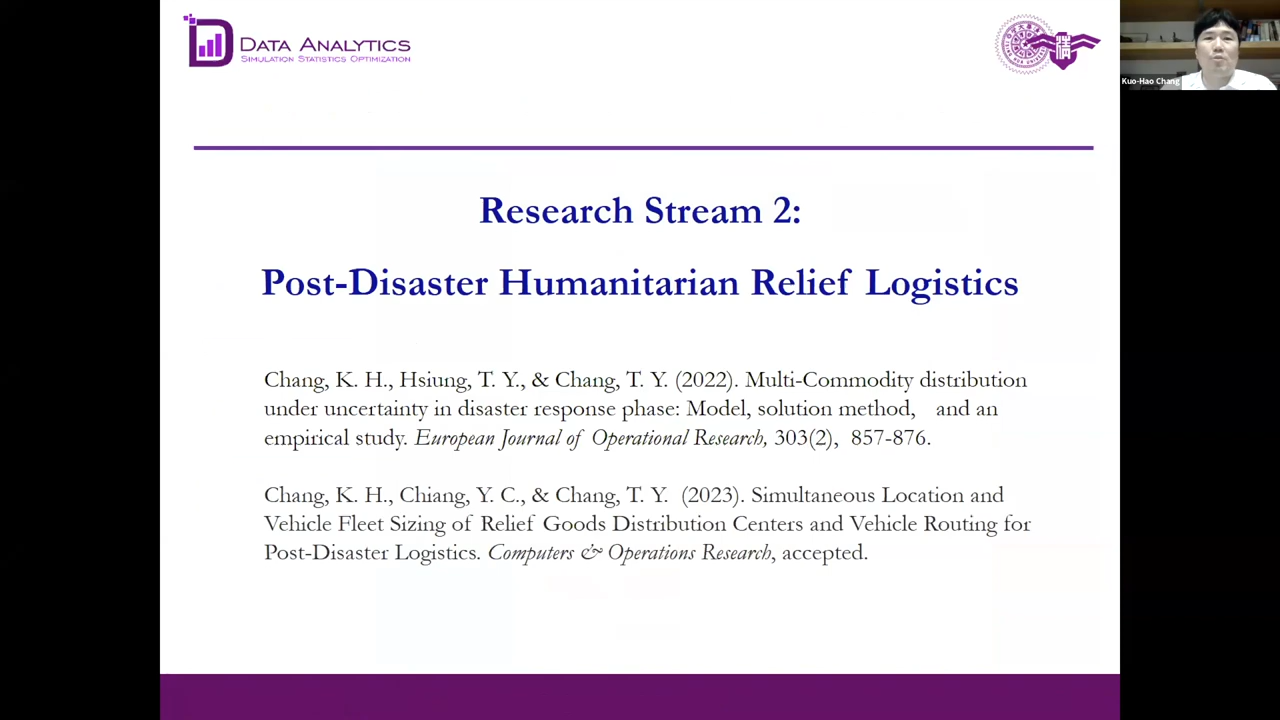 DATA ANALYTICS
SIMULATION STATISTICS OPTIMIZATION
Kuo-Hao Chang
Research Stream 2:
Post-Disaster Humanitarian Relief Logistics
Chang, K. H., Hsiung, T. Y., & Chang, T. Y. (2022). Multi-Commodity distribution
under uncertainty in disaster response phase: Model, solution method, and an
empirical study. European Journal of Operational Research, 303(2), 857-876.
Chang, K. H., Chiang, Y. C., & Chang, T. Y. (2023). Simultaneous Location and
Vehicle Fleet Sizing of Relief Goods Distribution Centers and Vehicle Routing for
Post-Disaster Logistics. Computers & Operations Research, accepted.